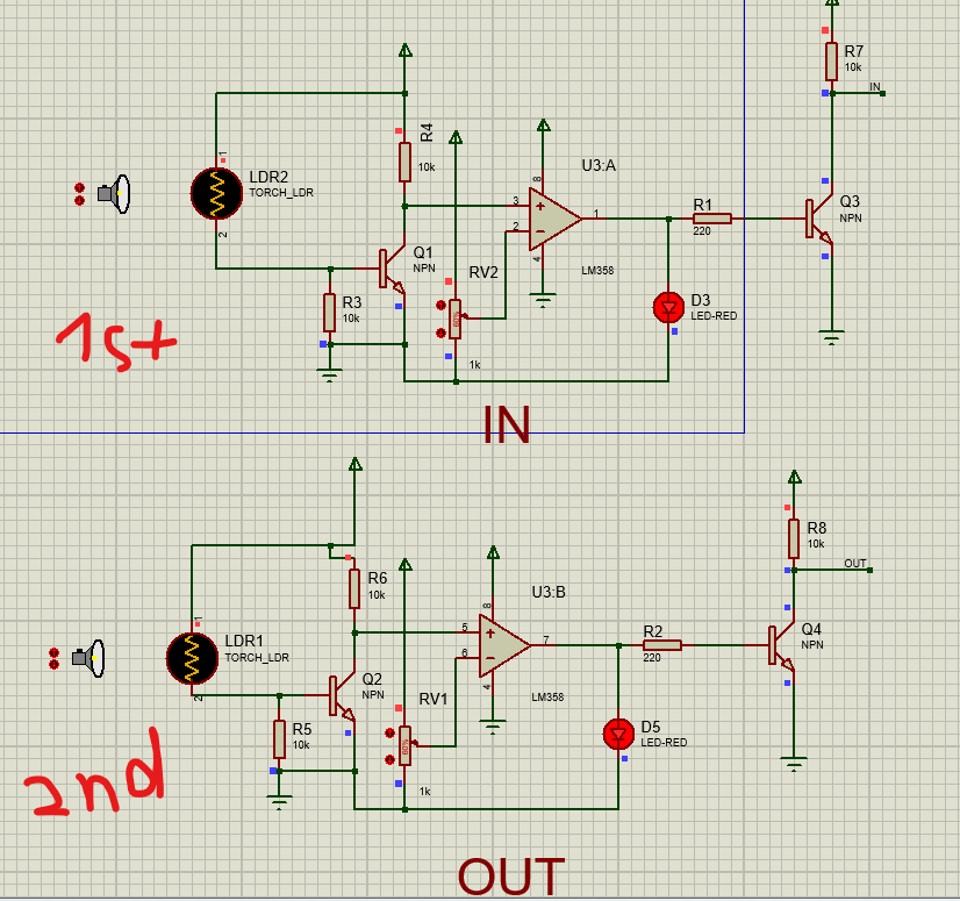 R7
10k
IN
R4
10k
1
LDR2
TORCH_LDR
2
U3:A
8
3
2
1
4
LM358
R1
220
Q3
NPN
Q1
NPN
RV2
R3
10k
60%
1k
D3
LED-RED
1st
IN
R8
10k
OUT
R6
10k
1
LDR1
TORCH_LDR
2
U3:B
8
5
6
7
4
LM358
R2
220
Q4
NPN
Q2
NPN
RV1
R5
10k
60%
1k
D5
LED-RED
2nd
OUT